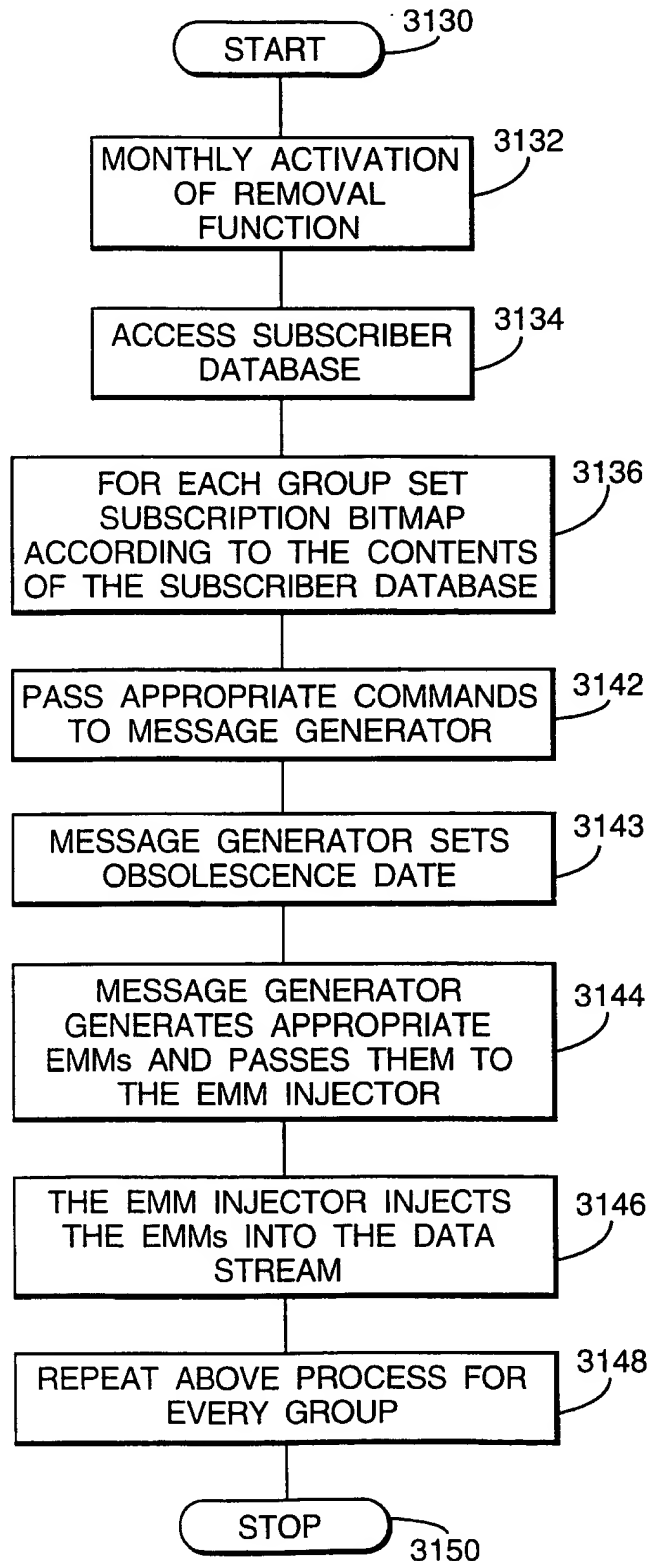 3130
START
3132
MONTHLY ACTIVATION
OF REMOVAL
FUNCTION
3134
ACCESS SUBSCRIBER
DATABASE
3136
FOR EACH GROUP SET
SUBSCRIPTION BITMAP
ACCORDING TO THE CONTENTS
OF THE SUBSCRIBER DATABASE
3142
PASS APPROPRIATE COMMANDS
TO MESSAGE GENERATOR
3143
MESSAGE GENERATOR SETS
OBSOLESCENCE DATE
3144
MESSAGE GENERATOR
GENERATES APPROPRIATE
EMMs AND PASSES THEM TO
THE EMM INJECTOR
3146
THE EMM INJECTOR INJECTS
THE EMMs INTO THE DATA
STREAM
3148
REPEAT ABOVE PROCESS FOR
EVERY GROUP
STOP
3150